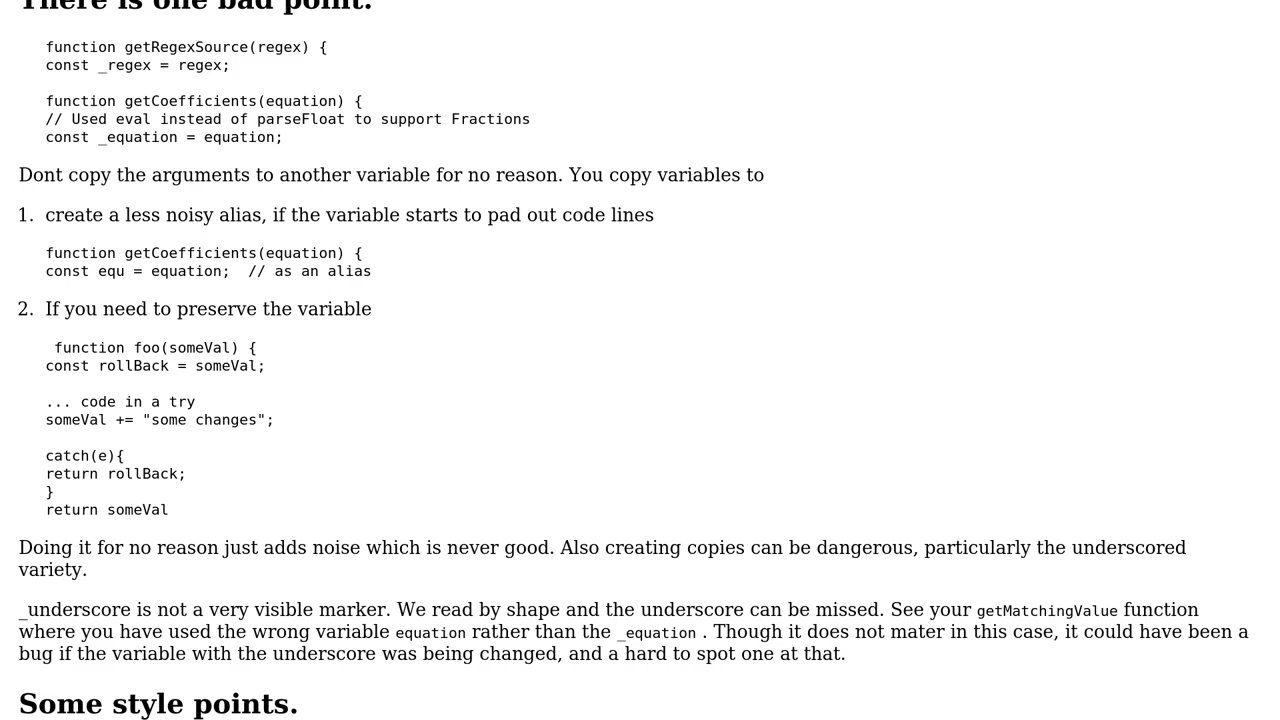 There is one bad point.
function getRegexSource(regex) {
const _regex = regex;
function getCoefficients(equation) {
// Used eval instead of parseFloat to support Fractions
const _equation = equation;
Dont copy the arguments to another variable for no reason. You copy variables to
1. create a less noisy alias, if the variable starts to pad out code lines
function getCoefficients(equation) {
const equ = equation;  // as an alias
2. If you need to preserve the variable
function foo(someVal) {
const rollBack = someVal;
... code in a try
someVal += "some changes";
catch(e){
return rollBack;
}
return someVal
Doing it for no reason just adds noise which is never good. Also creating copies can be dangerous, particularly the underscored
variety.
_underscore is not a very visible marker. We read by shape and the underscore can be missed. See your getMatchingValue function
where you have used the wrong variable equation rather than the _equation . Though it does not mater in this case, it could have been a
bug if the variable with the underscore was being changed, and a hard to spot one at that.
Some style points.